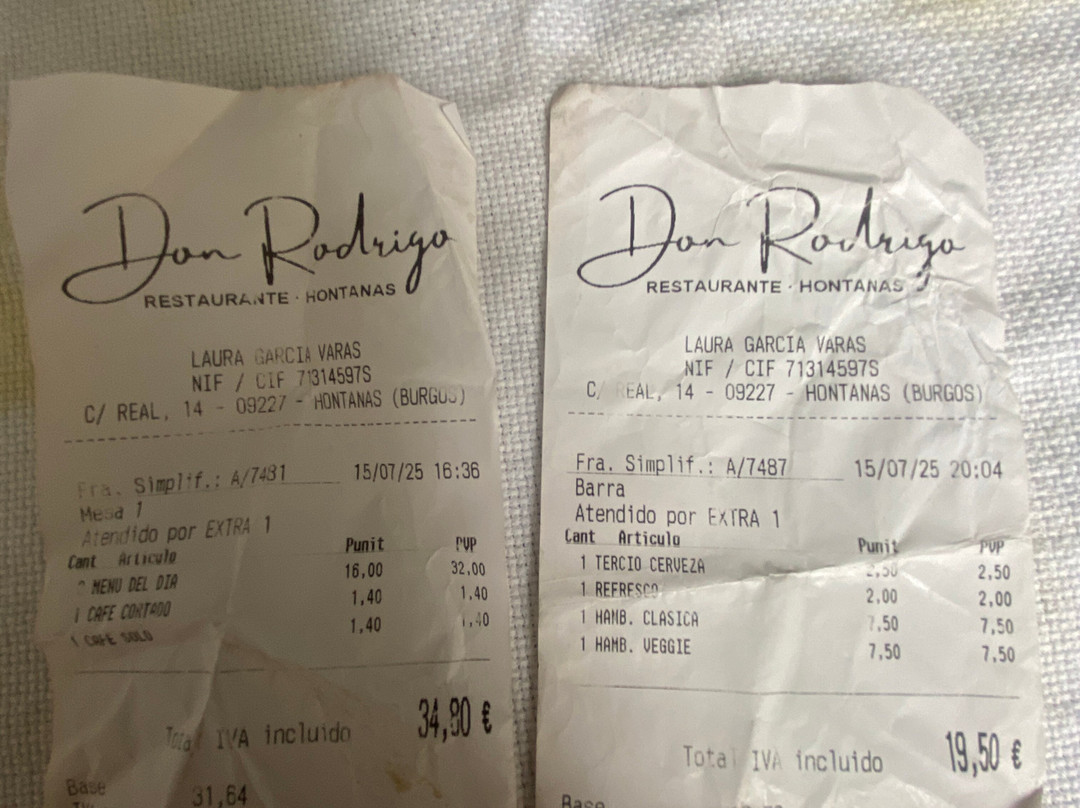 Don Rodrigo
RESTAURANTE · HONTANAS
LAURA GARCIA VARAS
NIF / CIF 71314597S
C/ REAL, 14 - 09227 - HONTANAS (BURGOS)
Fra. Simplif.: A/7481 15/07/25 16:36
Mesa 1
Atendido por EXTRA 1
Cant Articulo Punit PVP
MENU DEL DIA 16,00 32,00
1 CAFE CORTADO 1,40 1,40
1 CAFE SOLO 1,40 1,40
Total IVA incluido 34,80 €
Base 31,64
Don Rodrigo
RESTAURANTE · HONTANAS
LAURA GARCIA VARAS
NIF / CIF 71314597S
C/ REAL, 14 - 09227 - HONTANAS (BURGOS)
Fra. Simplif.: A/7487 15/07/25 20:04
Barra
Atendido por EXTRA 1
Cant Articulo Punit PVP
1 TERCIO CERVEZA 2,50 2,50
1 REFRESCO 2,00 2,00
1 HAMB. CLASICA 7,50 7,50
1 HAMB. VEGGIE 7,50 7,50
Total IVA incluido 19,50 €
Base